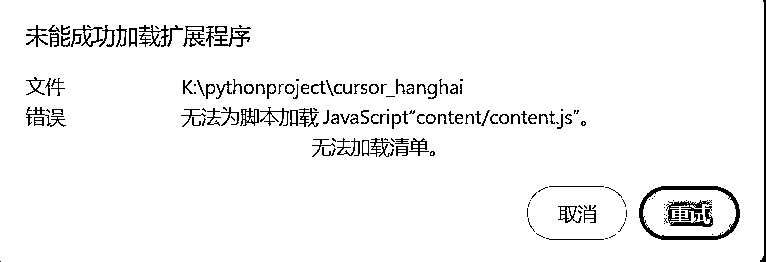 未能成功加载扩展程序
文件 K:\pythonproject\cursor_hanghai
错误 无法为脚本加载 JavaScript“content/content.js”。
无法加载清单。
取消 重试